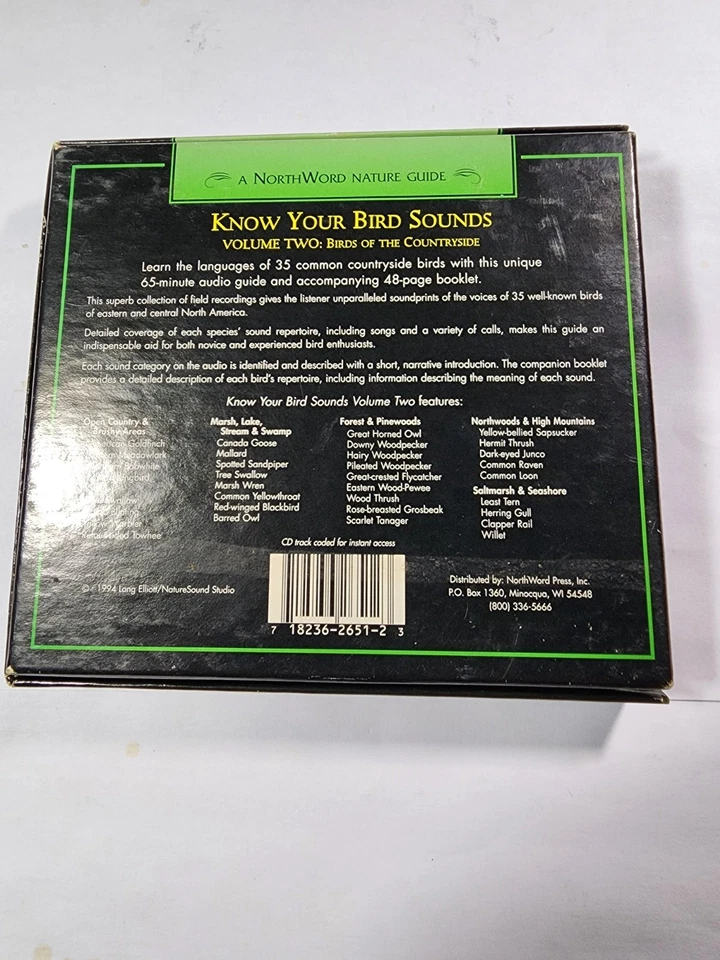 A NORTHWORD NATURE GUIDE
KNOW YOUR BIRD SOUNDS
VOLUME TWO: BIRDS OF THE COUNTRYSIDE
Learn the languages of 35 common countryside birds with this unique
65-minute audio guide and accompanying 48-page booklet.
This superb collection of field recordings gives the listener unparalleled soundprints of the voices of 35 well-known birds
of eastern and central North America.
Detailed coverage of each species' sound repertoire, including songs and a variety of calls, makes this guide an
indispensable aid for both novice and experienced bird enthusiasts.
Each sound category on the audio is identified and described with a short, narrative introduction. The companion booklet
provides a detailed description of each bird's repertoire, including information describing the meaning of each sound.
Know Your Bird Sounds Volume Two features:
Open Country &
Brushy Areas
Goldfinch
Meadowlark
Bobwhite
Towhee
Marsh, Lake,
Stream & Swamp
Canada Goose
Mallard
Spotted Sandpiper
Tree Swallow
Marsh Wren
Common Yellowthroat
Red-winged Blackbird
Barred Owl
Forest & Pinewoods
Great Horned Owl
Downy Woodpecker
Hairy Woodpecker
Pileated Woodpecker
Great-crested Flycatcher
Eastern Wood-Pewee
Wood Thrush
Rose-breasted Grosbeak
Scarlet Tanager
Northwoods & High Mountains
Yellow-bellied Sapsucker
Hermit Thrush
Dark-eyed Junco
Common Raven
Common Loon
Saltmarsh & Seashore
Least Tern
Herring Gull
Clapper Rail
Willet
CD track coded for instant access
© 1994 Lang Elliott/NatureSound Studio
7 18236-2651-2 3
Distributed by: NorthWord Press, Inc.
P.O. Box 1360, Minocqua, WI 54548
(800) 336-5666